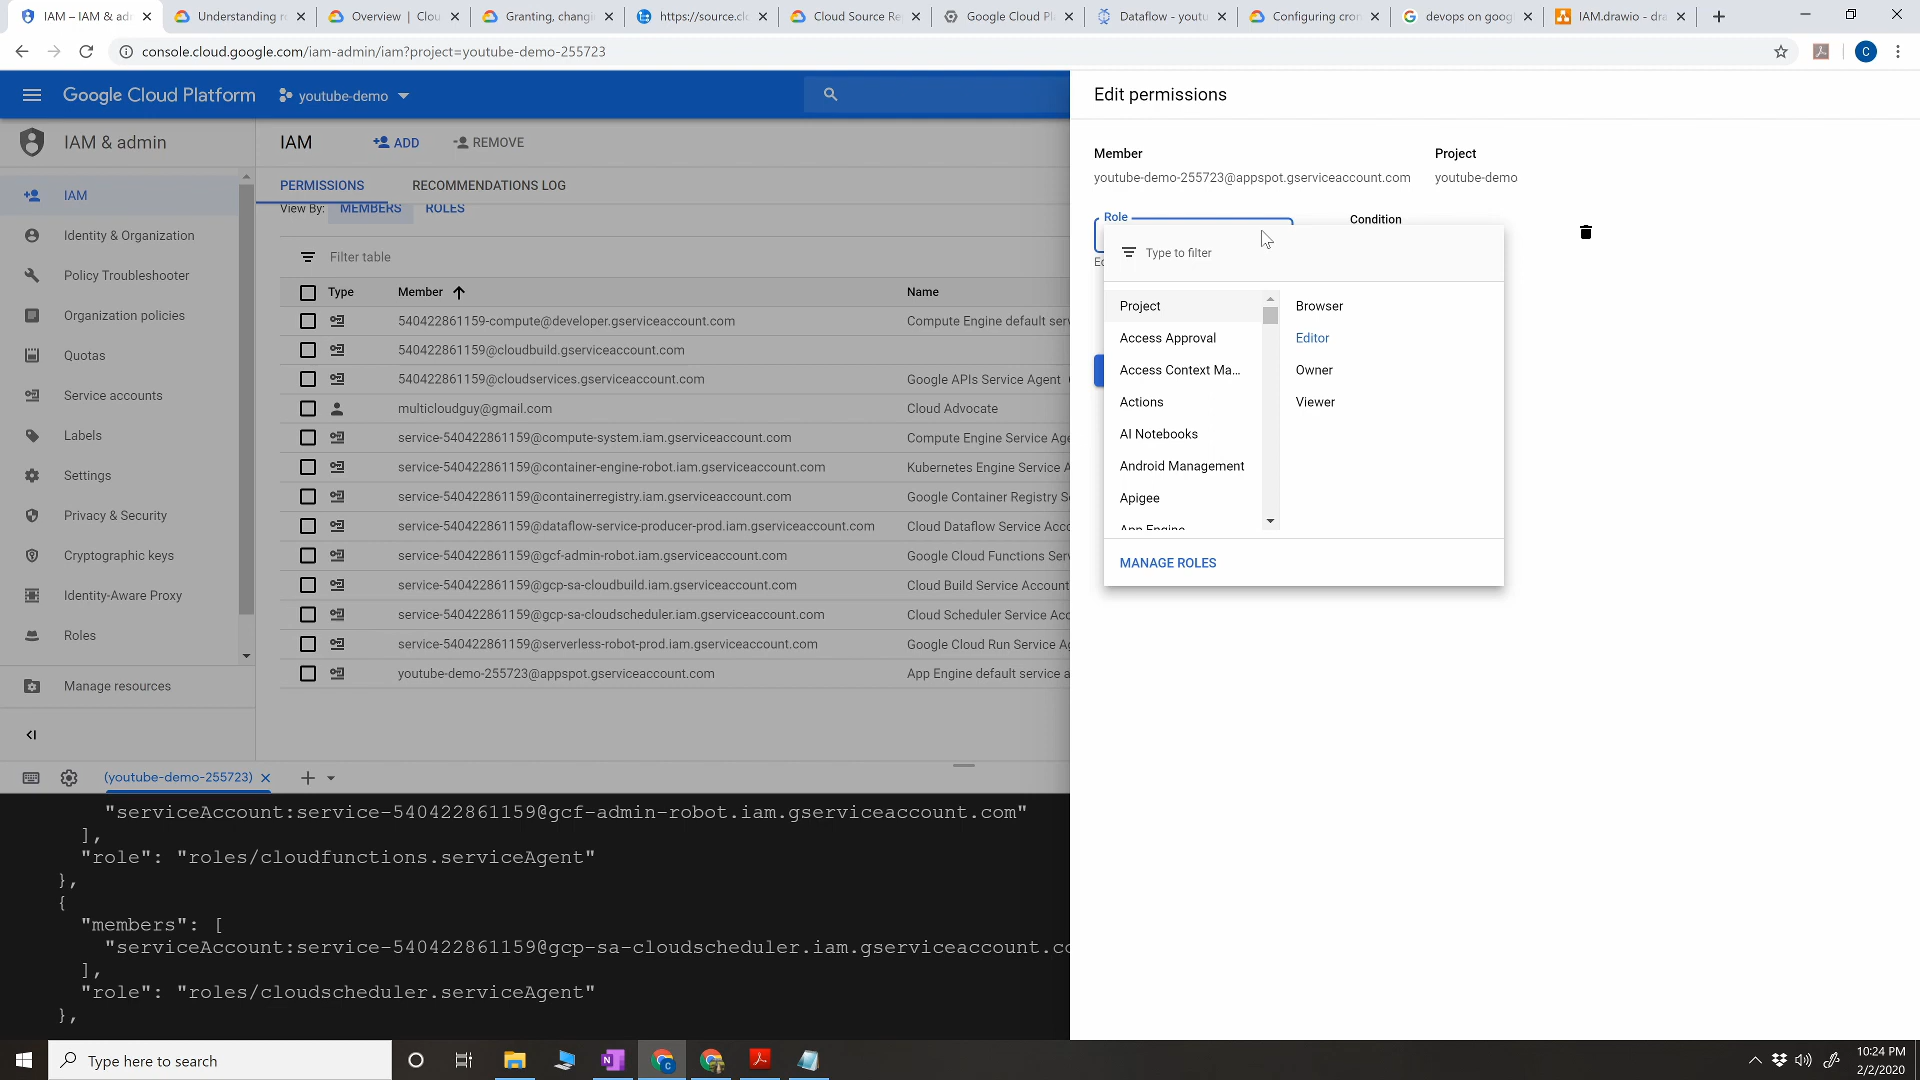 IAM – IAM & adm
Understanding r
Overview | Clou
Granting, changi
https://source.cl
Cloud Source Re
Google Cloud Pl
Dataflow - youtu
Configuring cron
devops on goog
IAM.drawio - dra
console.cloud.google.com/iam-admin/iam?project=youtube-demo-255723
C
Google Cloud Platform
youtube-demo
IAM & admin
IAM
Identity & Organization
Policy Troubleshooter
Organization policies
Quotas
Service accounts
Labels
Settings
Privacy & Security
Cryptographic keys
Identity-Aware Proxy
Roles
Manage resources
IAM
ADD
REMOVE
PERMISSIONS
RECOMMENDATIONS LOG
View By:
MEMBERS
ROLES
Filter table
Type
Member
Name
540422861159-compute@developer.gserviceaccount.com
Compute Engine default serv
540422861159@cloudbuild.gserviceaccount.com
540422861159@cloudservices.gserviceaccount.com
Google APIs Service Agent
multicloudguy@gmail.com
Cloud Advocate
service-540422861159@compute-system.iam.gserviceaccount.com
Compute Engine Service Age
service-540422861159@container-engine-robot.iam.gserviceaccount.com
Kubernetes Engine Service A
service-540422861159@containerregistry.iam.gserviceaccount.com
Google Container Registry S
service-540422861159@dataflow-service-producer-prod.iam.gserviceaccount.com
Cloud Dataflow Service Acco
service-540422861159@gcf-admin-robot.iam.gserviceaccount.com
Google Cloud Functions Serv
service-540422861159@gcp-sa-cloudbuild.iam.gserviceaccount.com
Cloud Build Service Account
service-540422861159@gcp-sa-cloudscheduler.iam.gserviceaccount.com
Cloud Scheduler Service Acc
service-540422861159@serverless-robot-prod.iam.gserviceaccount.com
Google Cloud Run Service Ag
youtube-demo-255723@appspot.gserviceaccount.com
App Engine default service a
(youtube-demo-255723)
"serviceAccount:service-540422861159@gcf-admin-robot.iam.gserviceaccount.com"
],
"role": "roles/cloudfunctions.serviceAgent"
},
{
"members": [
"serviceAccount:service-540422861159@gcp-sa-cloudscheduler.iam.gserviceaccount.co
],
"role": "roles/cloudscheduler.serviceAgent"
},
Edit permissions
Member
youtube-demo-255723@appspot.gserviceaccount.com
Project
youtube-demo
Role
Condition
Type to filter
Project
Access Approval
Access Context Ma...
Actions
AI Notebooks
Android Management
Apigee
App Engine
Browser
Editor
Owner
Viewer
MANAGE ROLES
Type here to search
10:24 PM
2/2/2020